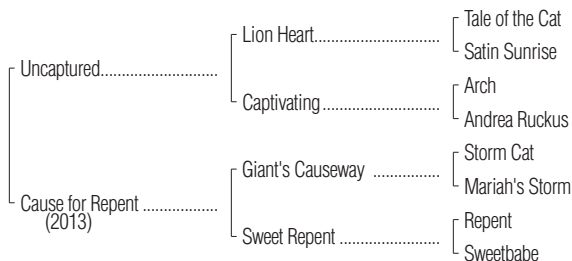 Tale of the Cat
Lion Heart
Satin Sunrise
Uncaptured
Arch
Captivating
Andrea Ruckus
Storm Cat
Giant's Causeway
Mariah's Storm
Cause for Repent
(2013)
Repent
Sweet Repent
Sweetbabe